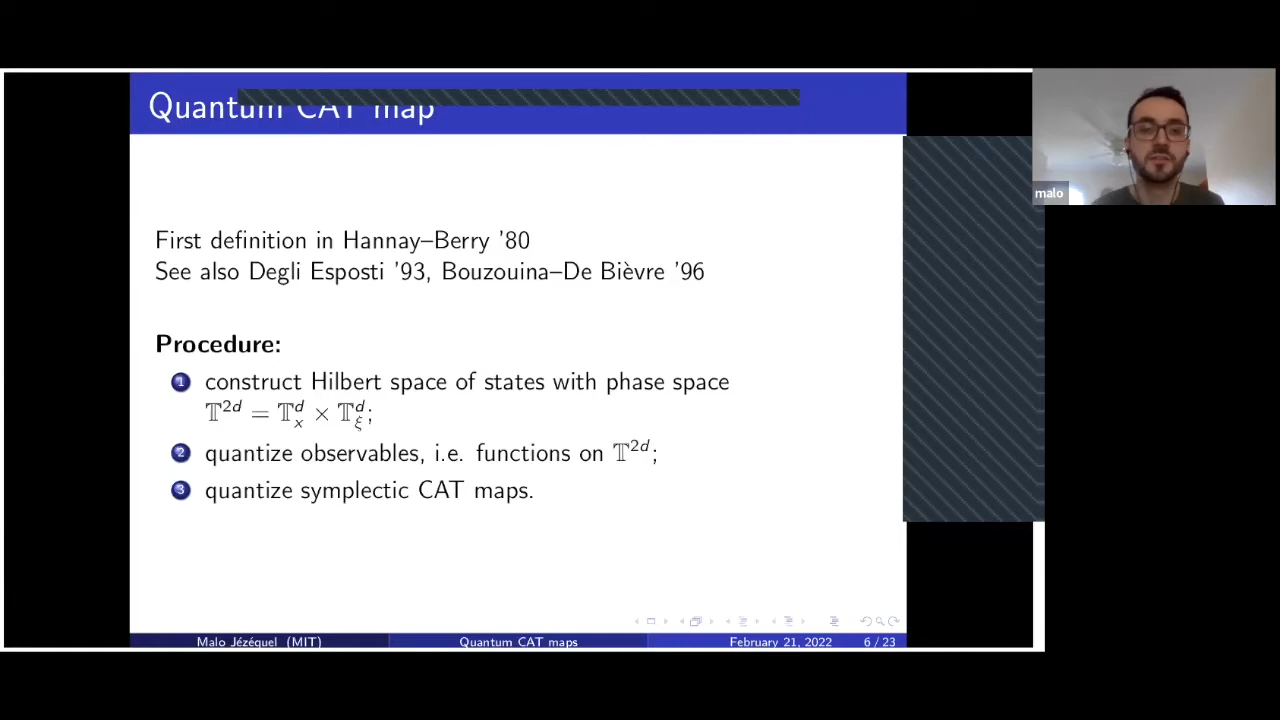 Quantum CAT map
malo
First definition in Hannay–Berry '80
See also Degli Esposti '93, Bouzouina–De Bièvre '96
Procedure:
1 construct Hilbert space of states with phase space
𝕋^{2d} = 𝕋^d_x × 𝕋^d_ξ;
2 quantize observables, i.e. functions on 𝕋^{2d};
3 quantize symplectic CAT maps.
Malo Jézéquel (MIT) Quantum CAT maps February 21, 2022 6 / 23